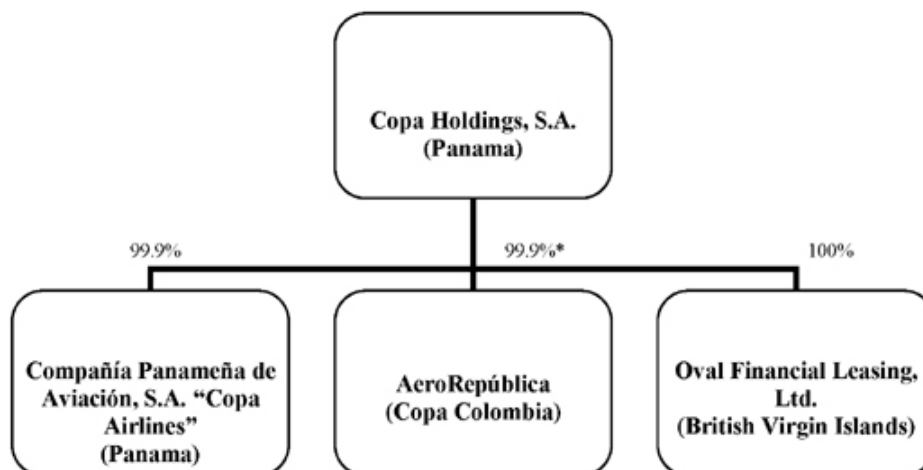 Copa Holdings, S.A.
(Panama)
99.9%
99.9%*
100%
Compañía Panameña de
Aviación, S.A. “Copa
Airlines”
(Panama)
AeroRepública
(Copa Colombia)
Oval Financial Leasing,
Ltd.
(British Virgin Islands)